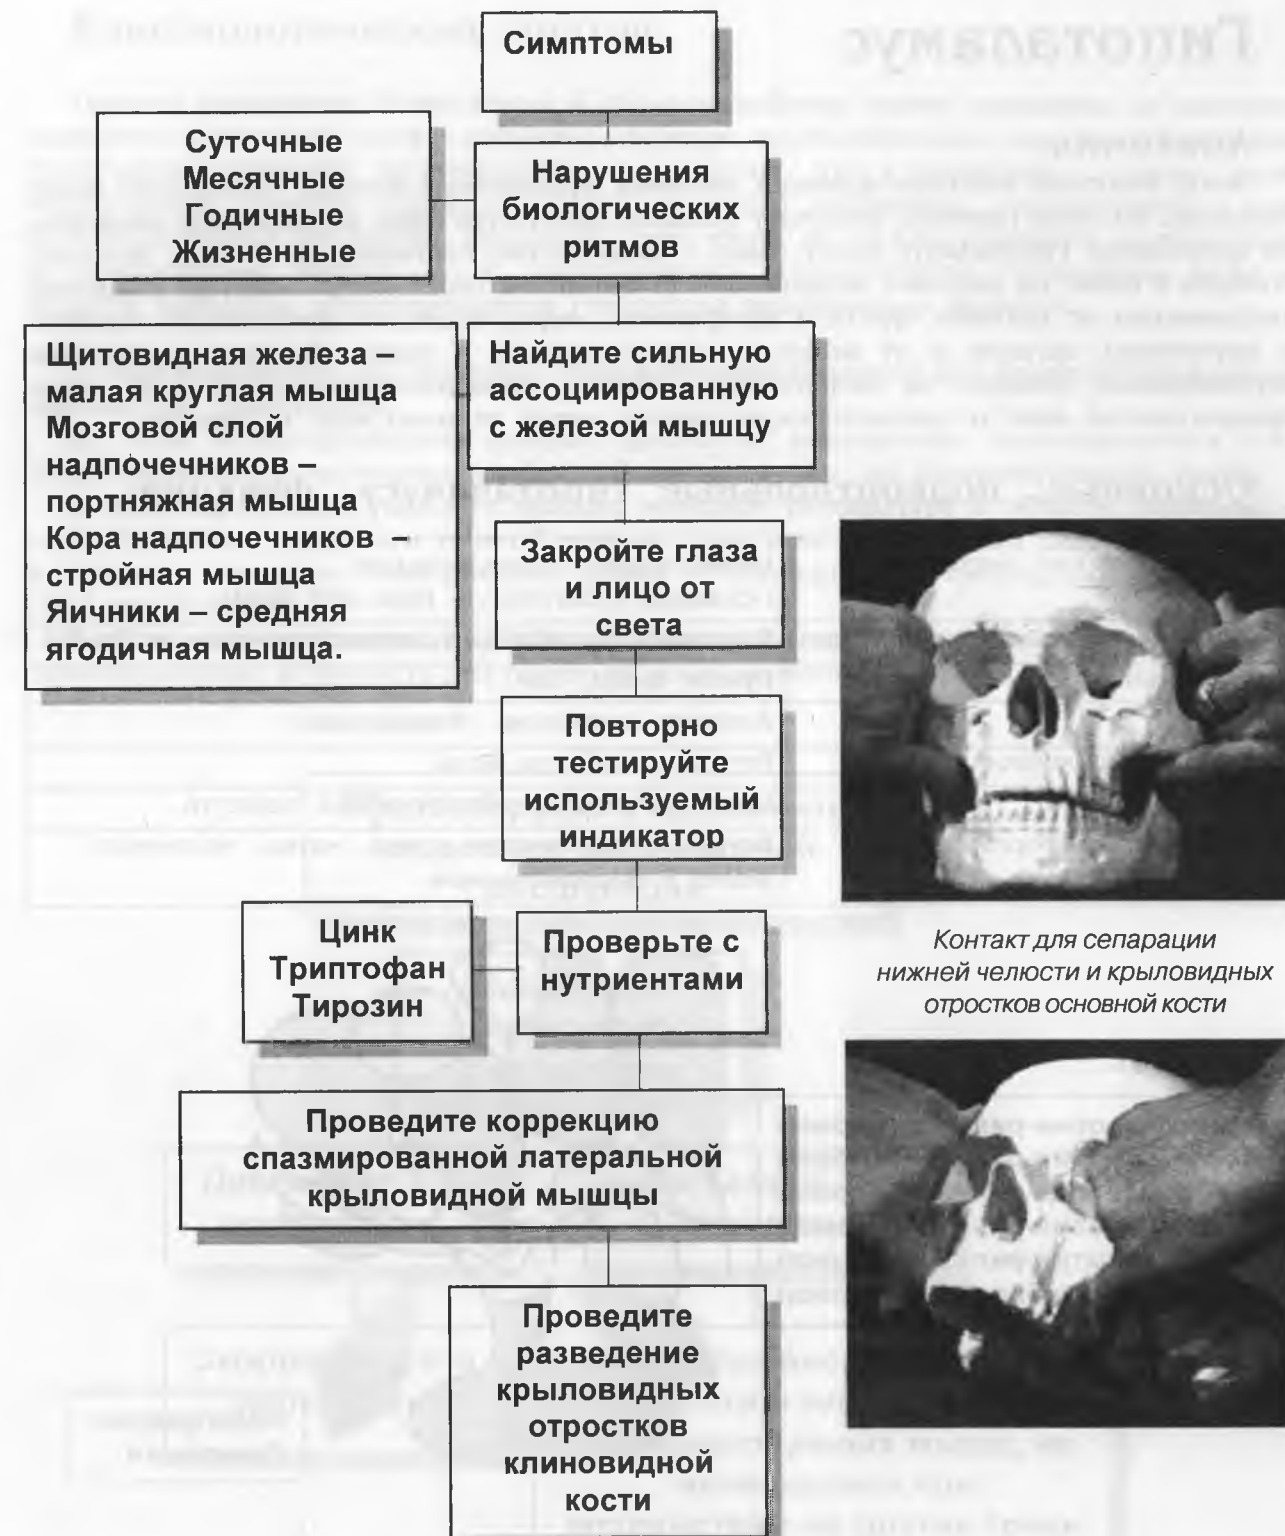 Симптомы
Суточные
Месячные
Годичные
Жизненные
Нарушения
биологических
ритмов
Щитовидная железа –
малая круглая мышца
Мозговой слой
надпочечников –
портняжная мышца
Кора надпочечников –
стройная мышца
Яичники – средняя
ягодичная мышца.
Найдите сильную
ассоциированную
с железой мышцу
Закройте глаза
и лицо от
света
Повторно
тестируйте
используемый
индикатор
Цинк
Триптофан
Тирозин
Проверьте с
нутриентами
Контакт для сепарации
нижней челюсти и крыловидных
отростков основной кости
Проведите коррекцию
спазмированной латеральной
крыловидной мышцы
Проведите
разведение
крыловидных
отростков
клиновидной
кости